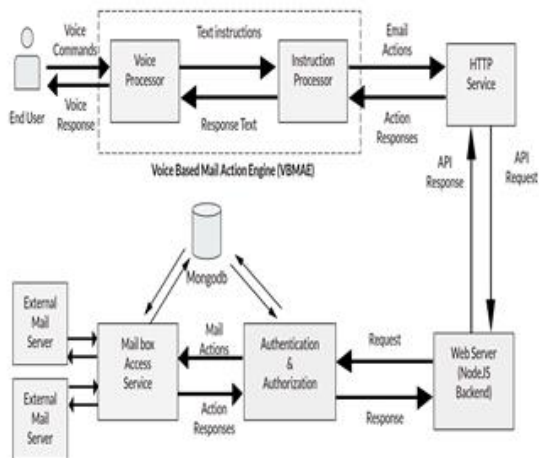 Voice
Commands
Text instructions
Email
Actions
Voice
Processor
Instruction
Processor
HTTP
Service
End User
Voice
Response
Response Text
Action
Responses
Voice Based Mail Action Engine (VBMAE)
API
Response
API
Request
Mongodb
External
Mail
Server
Mail box
Access
Service
Mail
Actions
Authentication
&
Authorization
Request
Web Server
(NodeJS
Backend)
External
Mail
Server
Action
Responses
Response